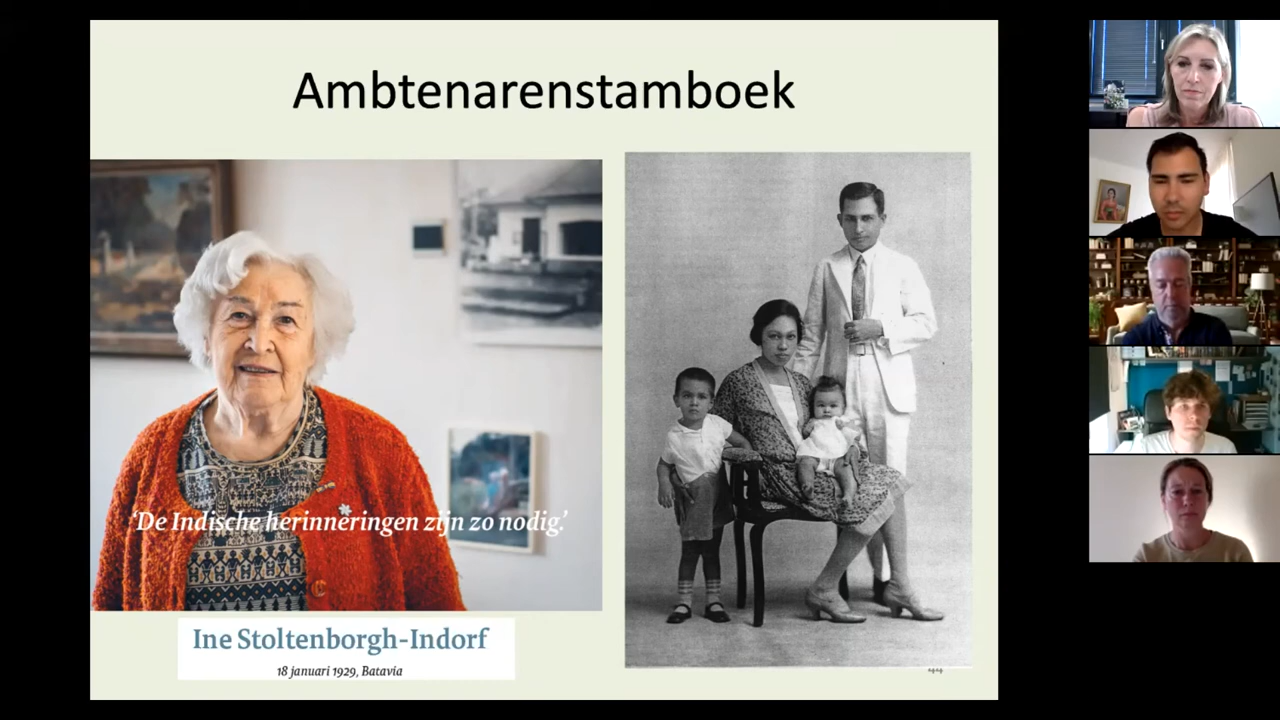 Ambtenarenstamboek
‘De Indische herinneringen zijn zo nodig.’
Ine Stoltenborgh-Indorf
18 januari 1929, Batavia